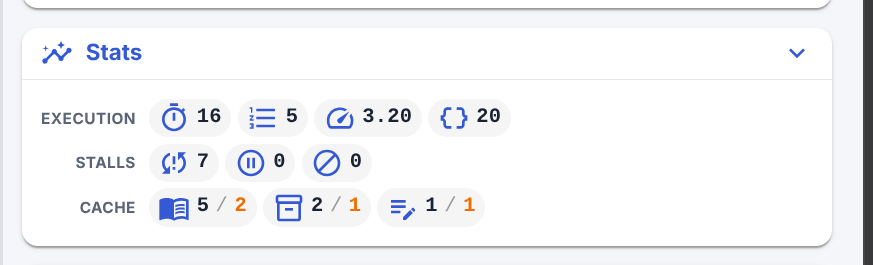 Stats
EXECUTION 16 5 3.20 20
STALLS 7 0 0
CACHE 5 / 2 2 / 1 1 / 1